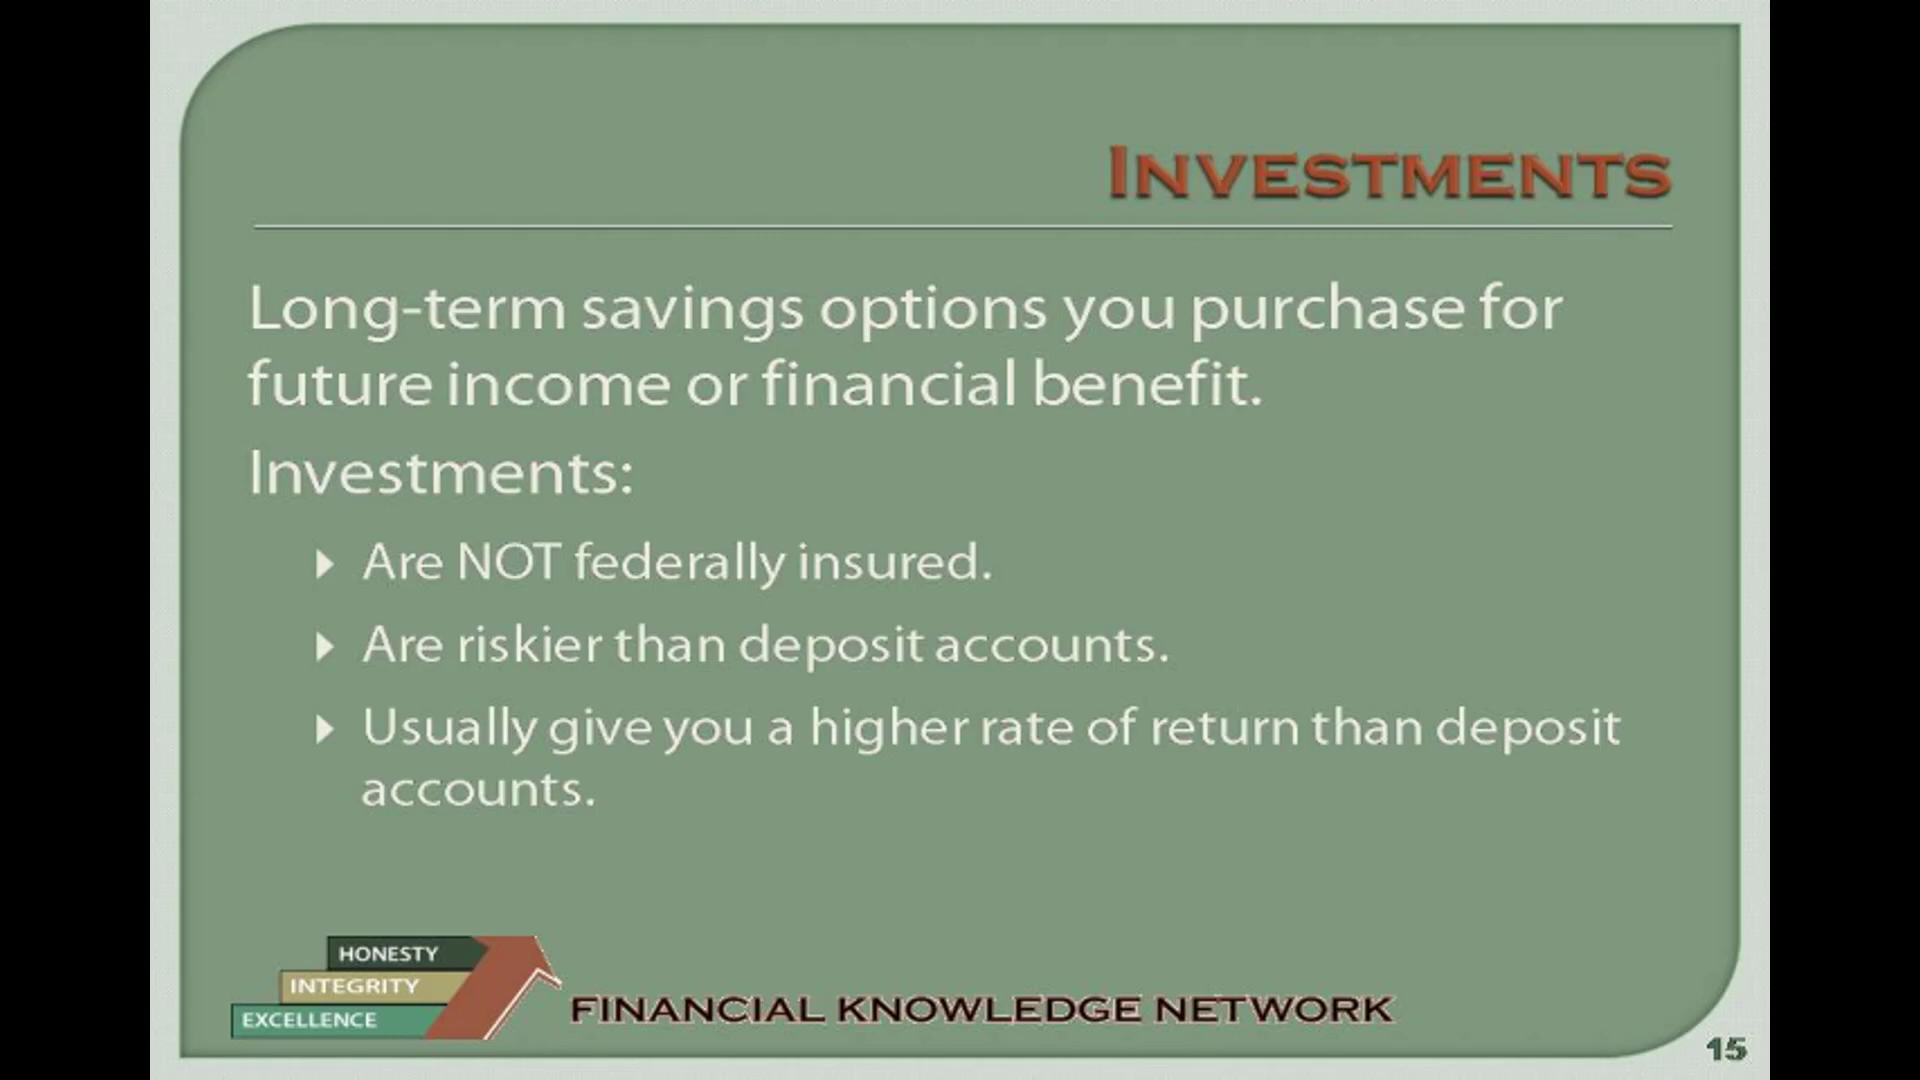 Investments
Long-term savings options you purchase for
future income or financial benefit.
Investments:
Are NOT federally insured.
Are riskier than deposit accounts.
Usually give you a higher rate of return than deposit
accounts.
HONESTY
INTEGRITY
EXCELLENCE
FINANCIAL KNOWLEDGE NETWORK
15